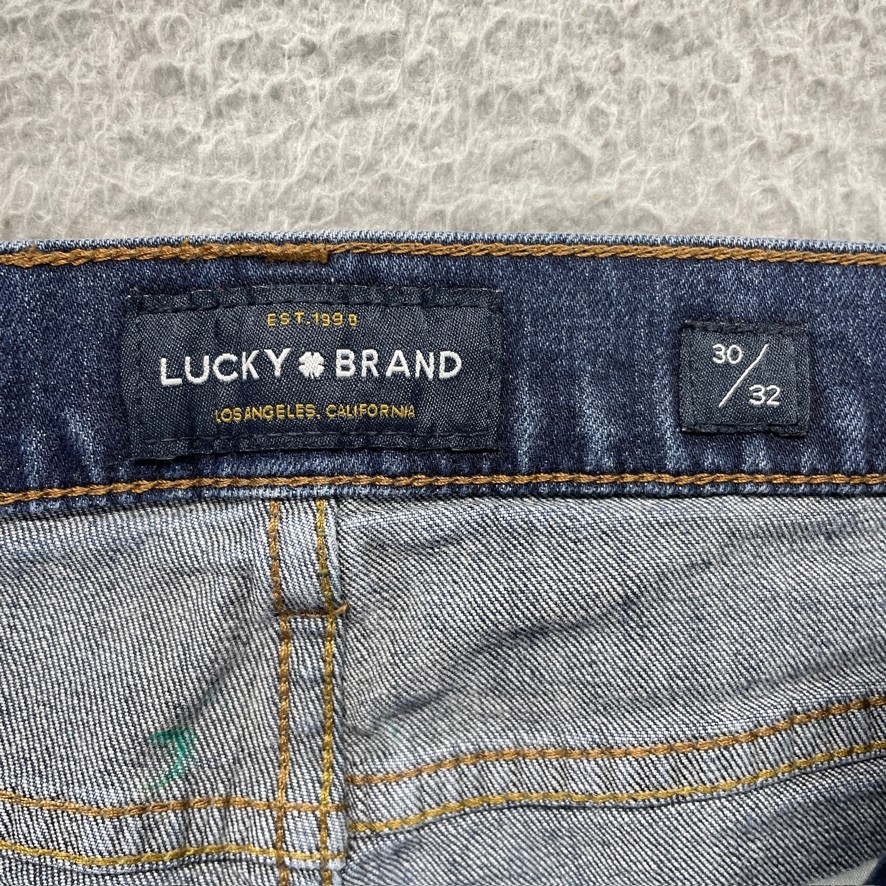 EST. 1990
LUCKY BRAND
LOS ANGELES, CALIFORNIA
30/32